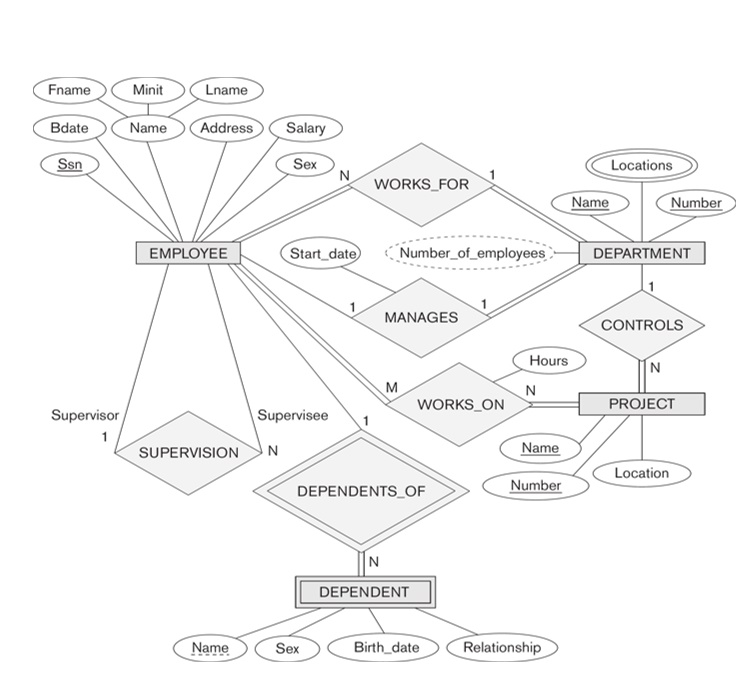 Fname
Minit
Lname
Bdate
Name
Address
Salary
Ssn
Sex
N
WORKS_FOR
1
Locations
Name
Number
EMPLOYEE
Start_date
Number_of_employees
DEPARTMENT
1
MANAGES
1
1
CONTROLS
N
Hours
M
WORKS_ON
N
PROJECT
Name
Number
Location
Supervisor
1
SUPERVISION
Supervisee
N
1
DEPENDENTS_OF
N
DEPENDENT
Name
Sex
Birth_date
Relationship